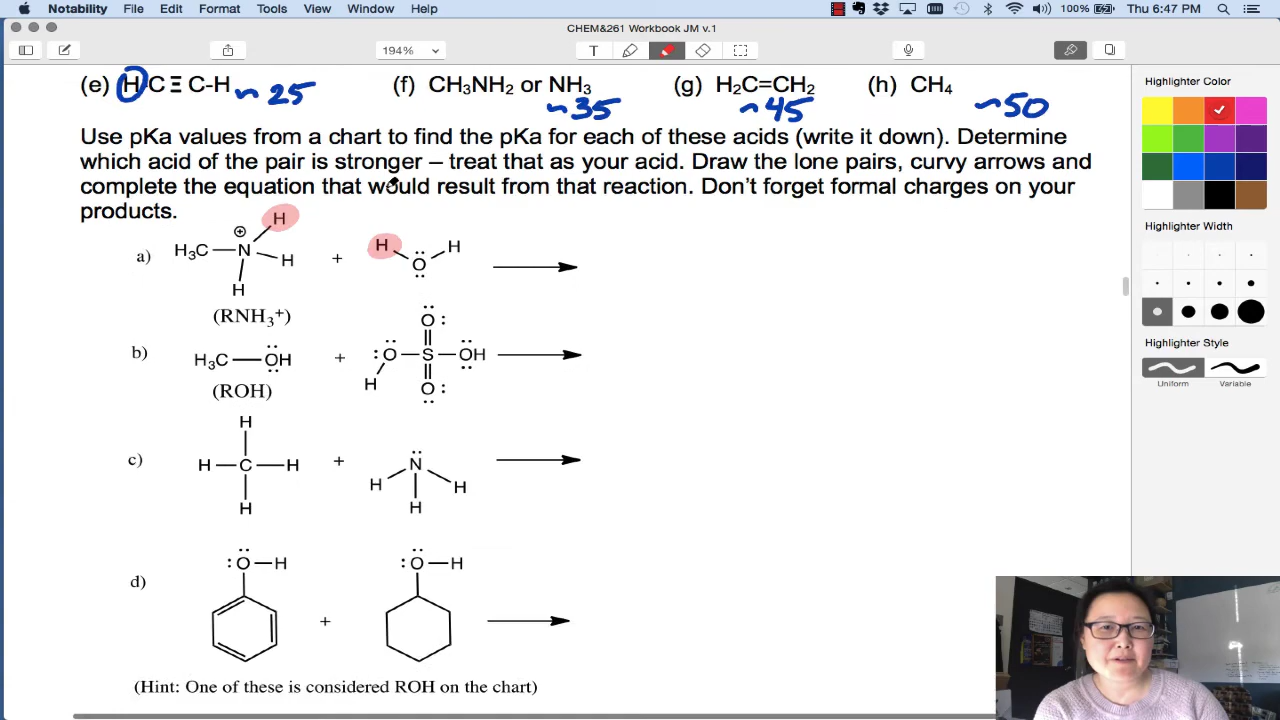 Notability File Edit Format Tools View Window Help 100% Thu 6:47 PM
CHEM&261 Workbook JM v.1
194% T
(e) H-C≡C-H ~25 (f) CH₃NH₂ or NH₃ ~35 (g) H₂C=CH₂ ~45 (h) CH₄ ~50
Use pKa values from a chart to find the pKa for each of these acids (write it down). Determine
which acid of the pair is stronger – treat that as your acid. Draw the lone pairs, curvy arrows and
complete the equation that would result from that reaction. Don't forget formal charges on your
products.
a) H₃C N ⊕ H H H + H O H
(RNH₃⁺)
b) H₃C OH + H O S O O OH
(ROH)
c) H H C H H + H N H H
d) O H + O H
(Hint: One of these is considered ROH on the chart)
Highlighter Color
Highlighter Width
Highlighter Style
Uniform Variable